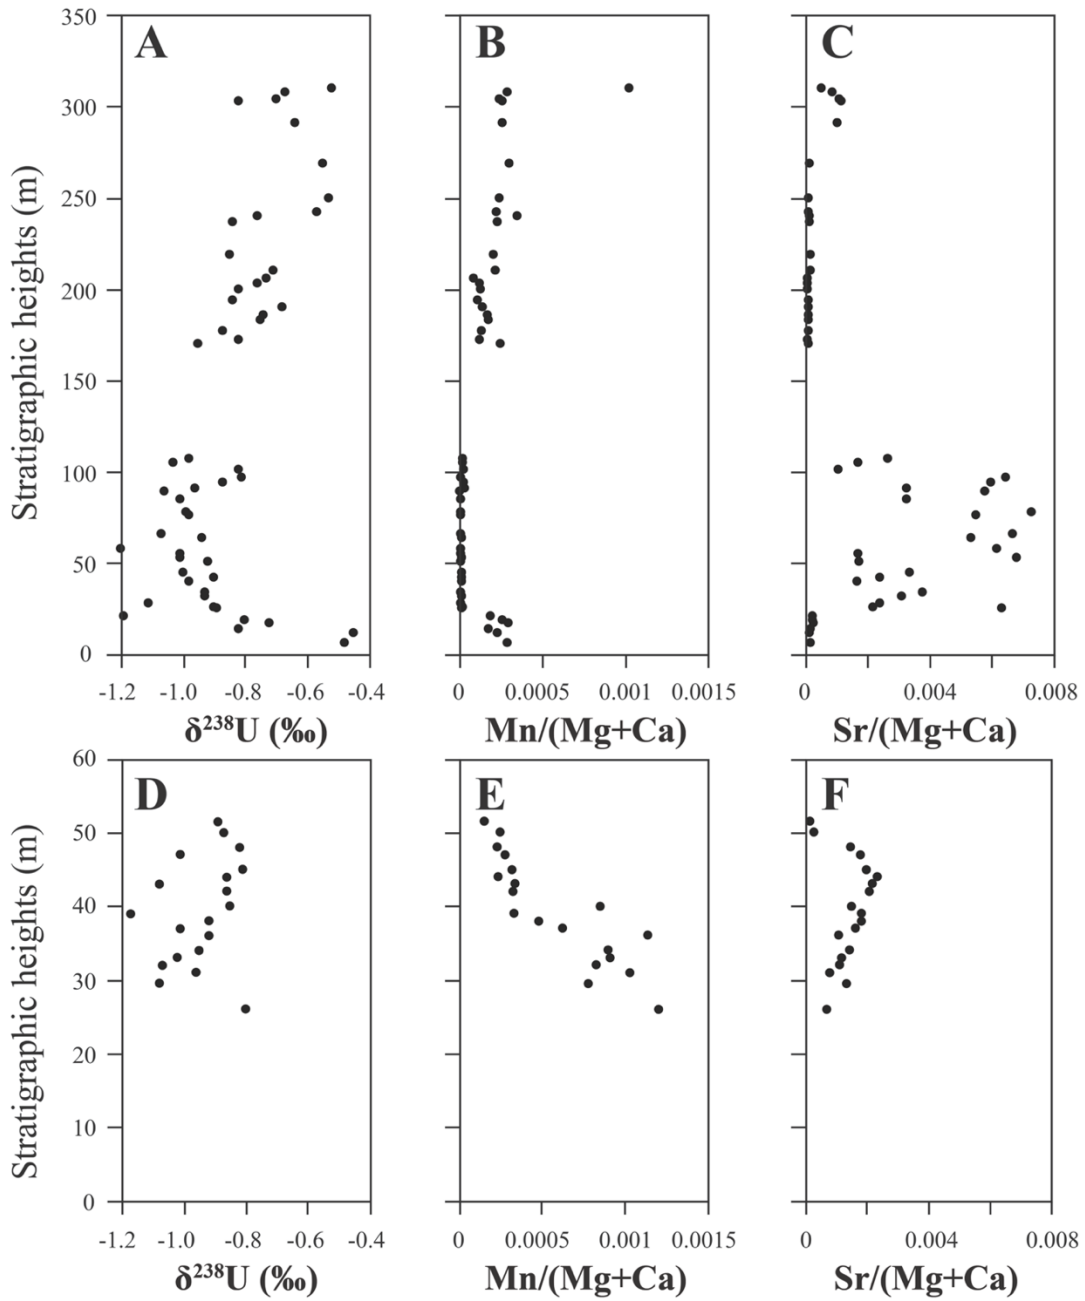 A B C
350
300
250
200
150
100
50
0
Stratigraphic heights (m)
-1.2 -1.0 -0.8 -0.6 -0.4
0 0.0005 0.001 0.0015
0 0.004 0.008
δ²³⁸U (‰) Mn/(Mg+Ca) Sr/(Mg+Ca)
D E F
60
50
40
30
20
10
0
Stratigraphic heights (m)
-1.2 -1.0 -0.8 -0.6 -0.4
0 0.0005 0.001 0.0015
0 0.004 0.008
δ²³⁸U (‰) Mn/(Mg+Ca) Sr/(Mg+Ca)